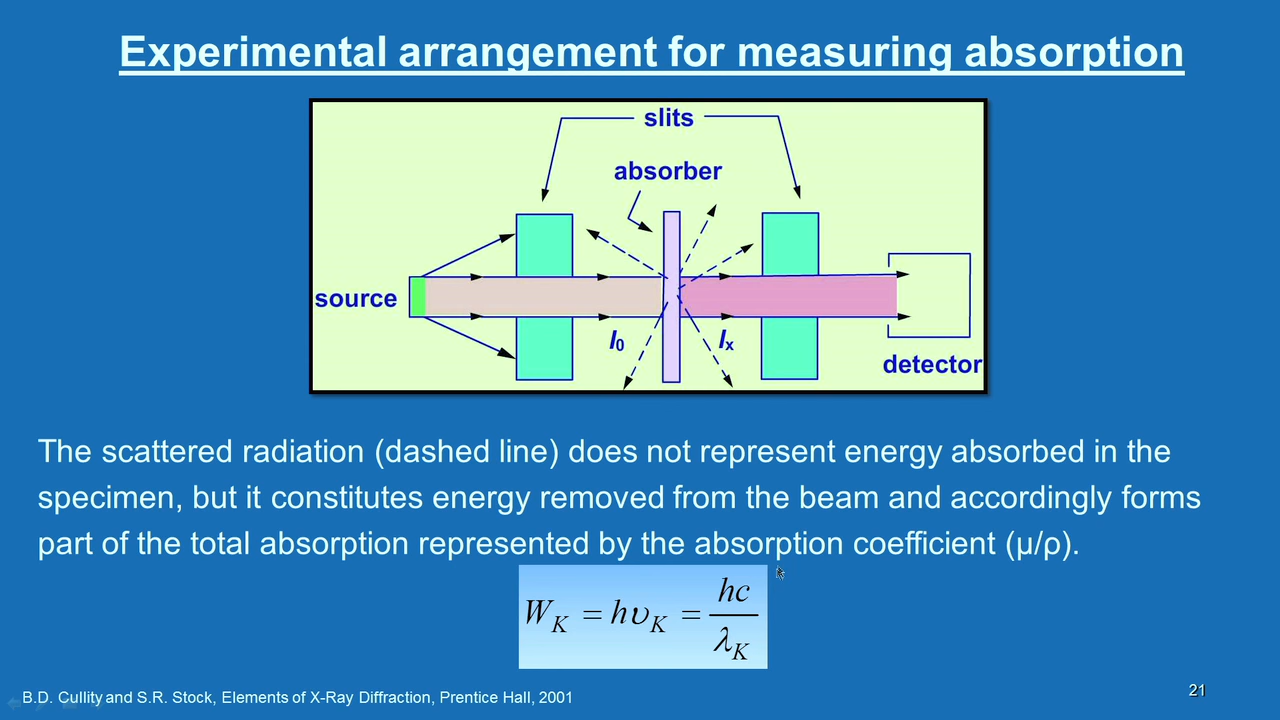 Experimental arrangement for measuring absorption
slits
absorber
source
I0
Ix
detector
The scattered radiation (dashed line) does not represent energy absorbed in the
specimen, but it constitutes energy removed from the beam and accordingly forms
part of the total absorption represented by the absorption coefficient (μ/ρ).
W_K = hυ_K = hc/λ_K
B.D. Cullity and S.R. Stock, Elements of X-Ray Diffraction, Prentice Hall, 2001
21